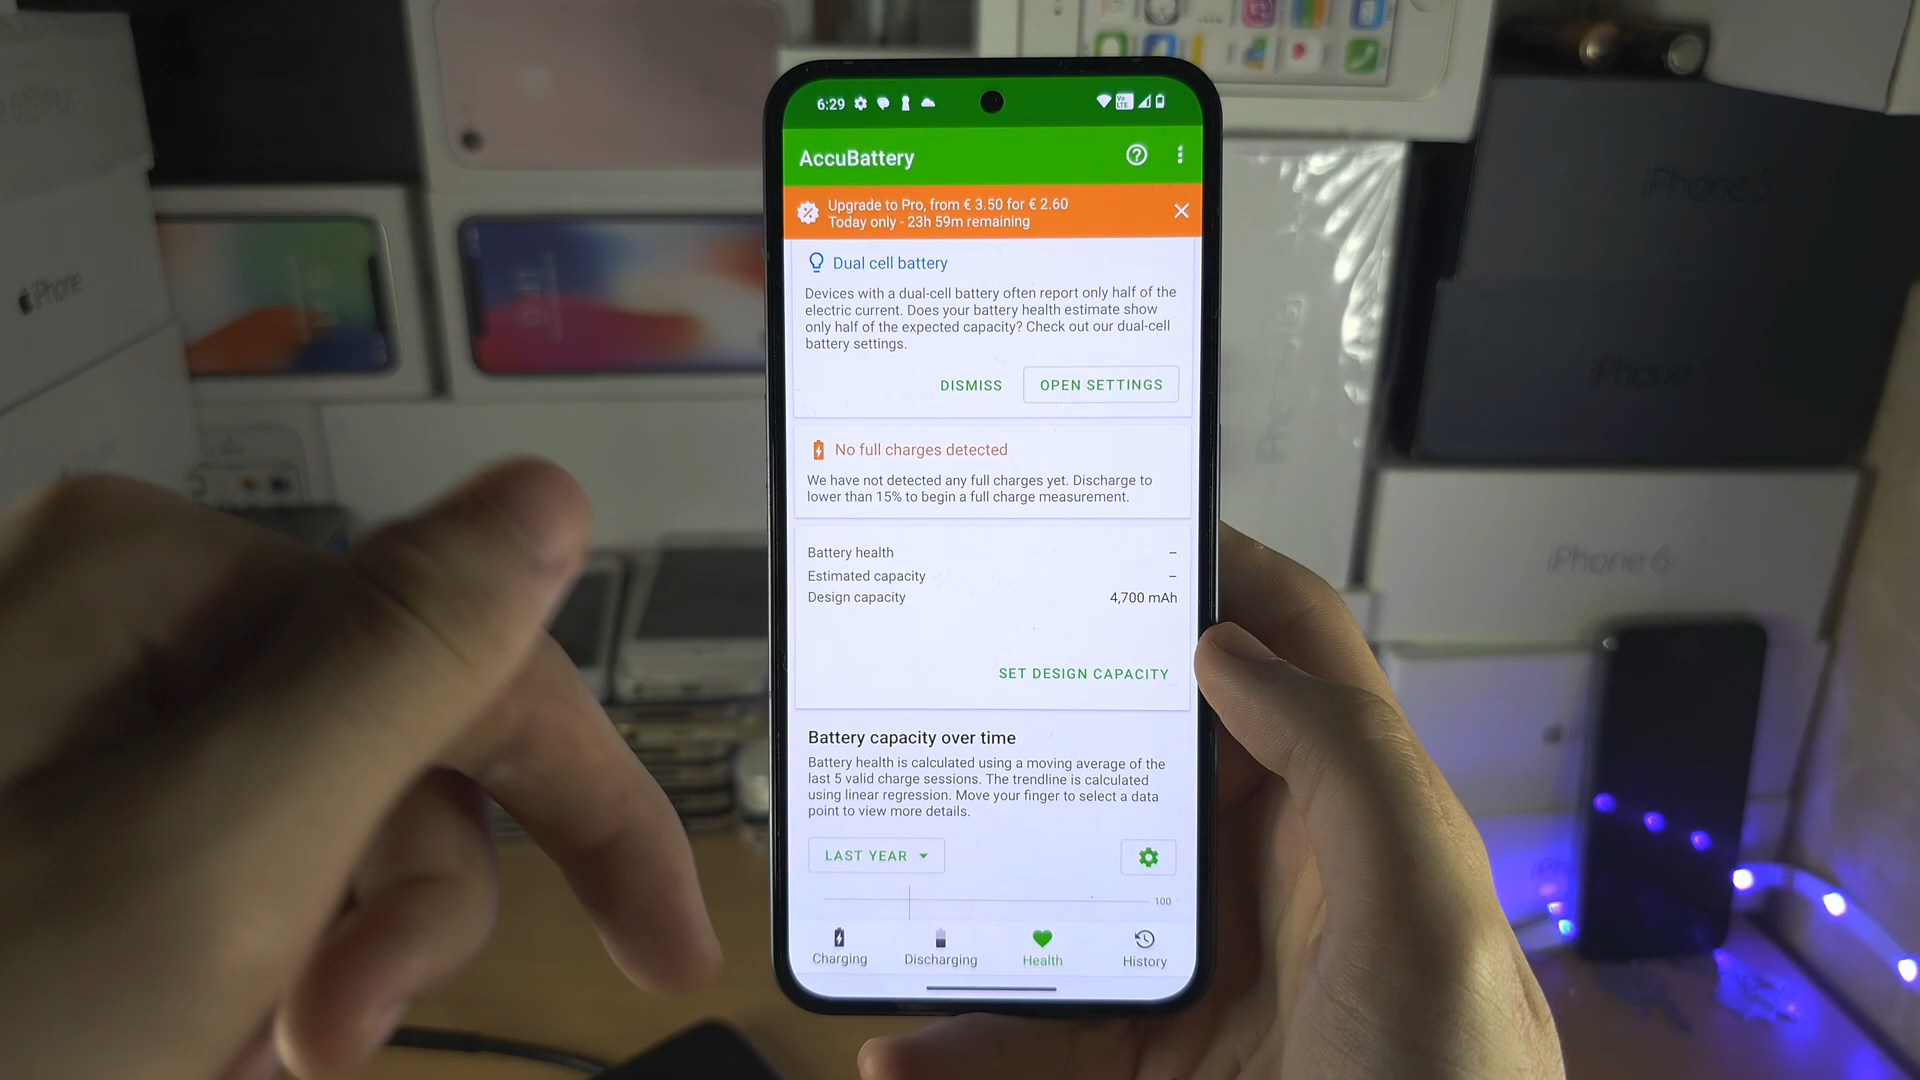 6:29
Vo
LTE
AccuBattery
Upgrade to Pro, from € 3.50 for € 2.60
Today only - 23h 59m remaining
Dual cell battery
Devices with a dual-cell battery often report only half of the
electric current. Does your battery health estimate show
only half of the expected capacity? Check out our dual-cell
battery settings.
DISMISS
OPEN SETTINGS
No full charges detected
We have not detected any full charges yet. Discharge to
lower than 15% to begin a full charge measurement.
Battery health –
Estimated capacity –
Design capacity 4,700 mAh
SET DESIGN CAPACITY
Battery capacity over time
Battery health is calculated using a moving average of the
last 5 valid charge sessions. The trendline is calculated
using linear regression. Move your finger to select a data
point to view more details.
LAST YEAR
100
Charging
Discharging
Health
History
iPhone
iPhone 5
iPhone 5
iPhone 6